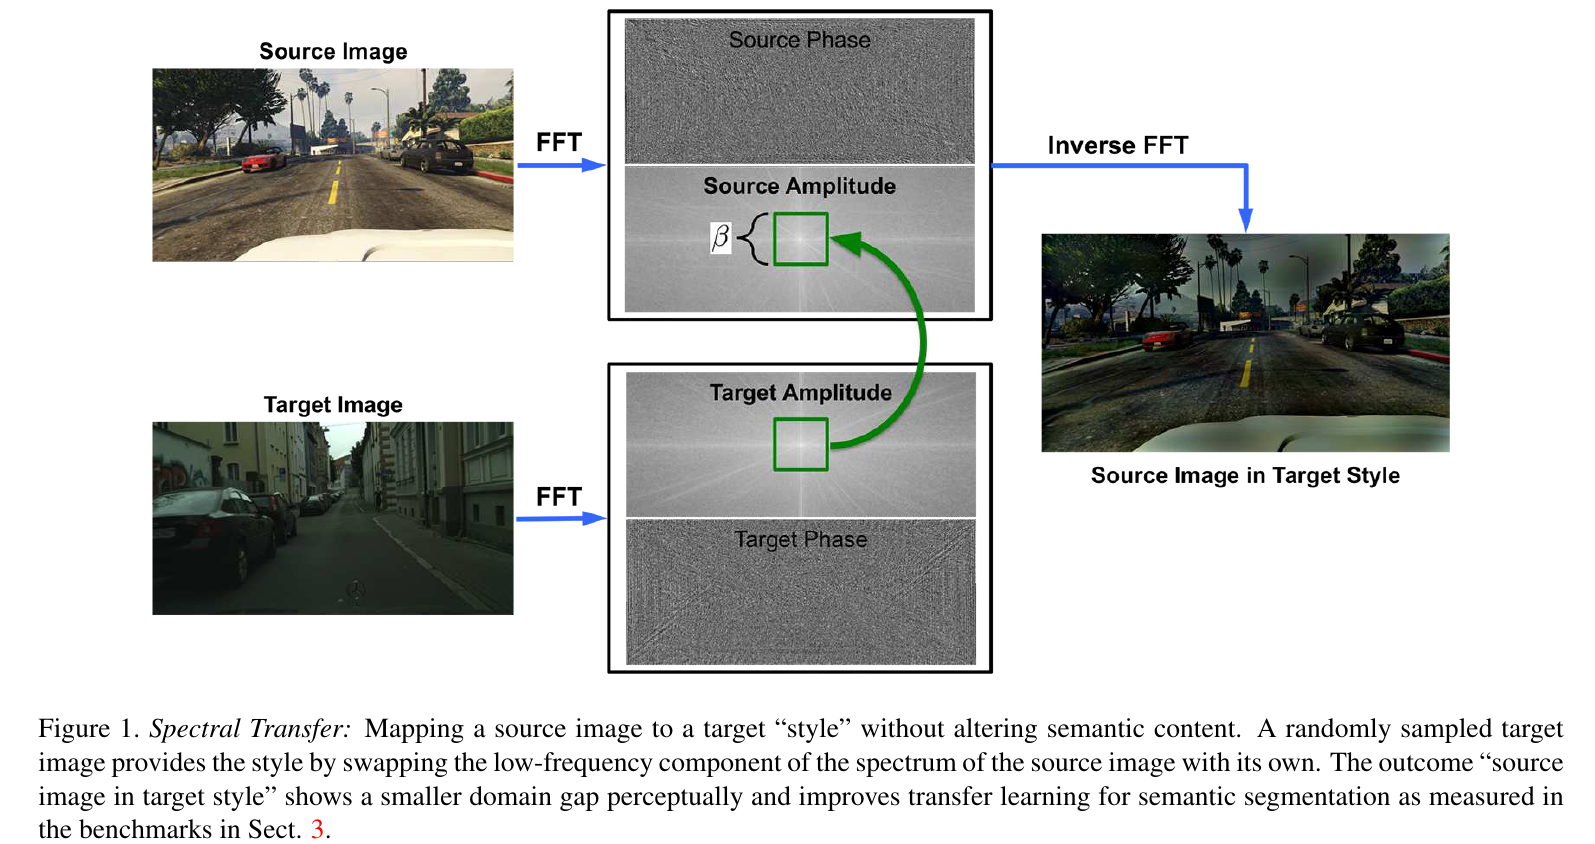 Source Image
FFT
Source Phase
Source Amplitude
β
Inverse FFT
Source Image in Target Style
Target Image
FFT
Target Amplitude
Target Phase
Figure 1. Spectral Transfer: Mapping a source image to a target “style” without altering semantic content. A randomly sampled target
image provides the style by swapping the low-frequency component of the spectrum of the source image with its own. The outcome “source
image in target style” shows a smaller domain gap perceptually and improves transfer learning for semantic segmentation as measured in
the benchmarks in Sect. 3.